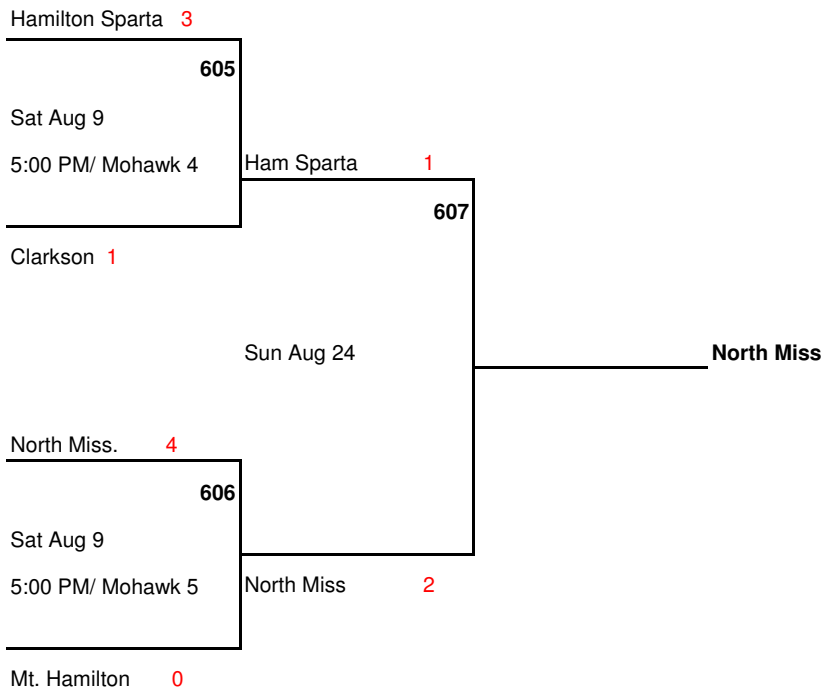 Hamilton Sparta 3
605
Sat Aug 9
5:00 PM/ Mohawk 4
Ham Sparta 1
607
Clarkson 1
Sun Aug 24
North Miss
North Miss. 4
606
Sat Aug 9
5:00 PM/ Mohawk 5
North Miss 2
Mt. Hamilton 0